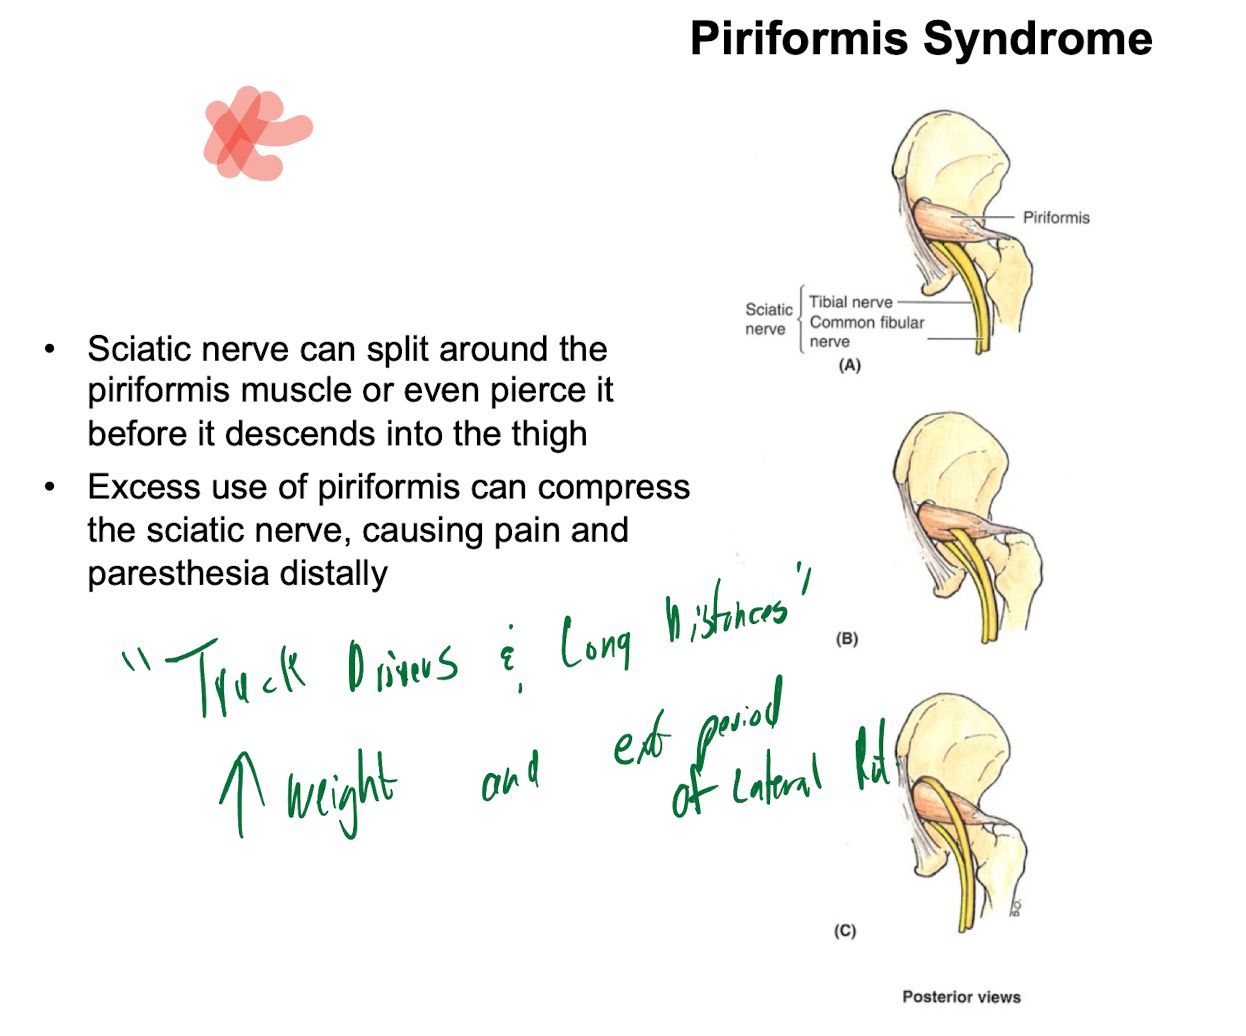 Piriformis Syndrome
Piriformis
Sciatic
nerve
Tibial nerve
Common fibular
nerve
(A)
• Sciatic nerve can split around the
piriformis muscle or even pierce it
before it descends into the thigh
• Excess use of piriformis can compress
the sciatic nerve, causing pain and
paresthesia distally
"Truck Drivers & Long Distances"
↑ weight and ext period
of Lateral Rot.
(B)
(C)
Posterior views